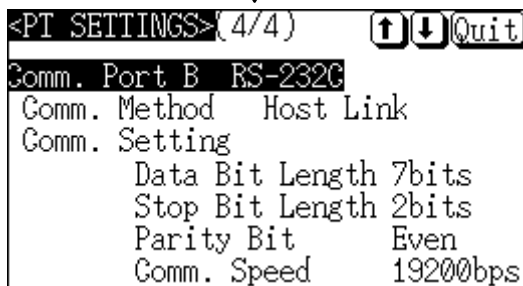 <PT SETTINGS>(4/4) ↑ ↓ Quit
Comm. Port B RS-232C
Comm. Method Host Link
Comm. Setting
Data Bit Length 7bits
Stop Bit Length 2bits
Parity Bit Even
Comm. Speed 19200bps